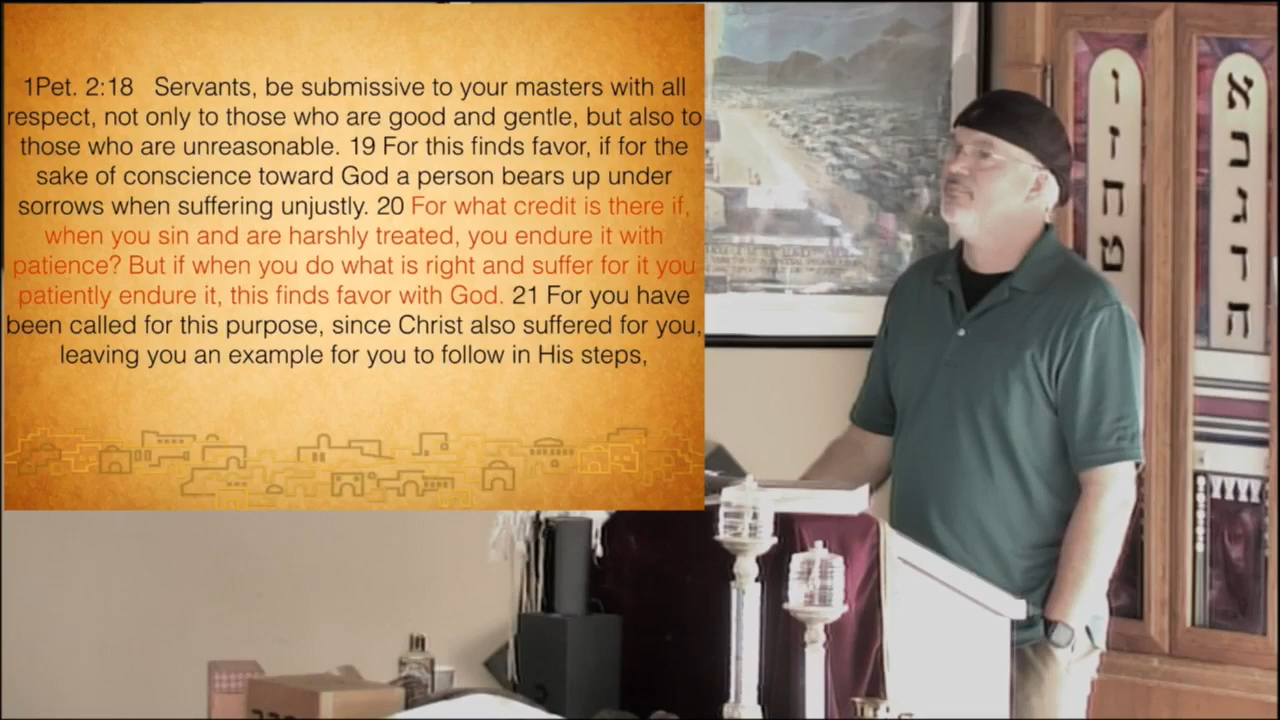 1Pet. 2:18 Servants, be submissive to your masters with all
respect, not only to those who are good and gentle, but also to
those who are unreasonable. 19 For this finds favor, if for the
sake of conscience toward God a person bears up under
sorrows when suffering unjustly. 20 For what credit is there if,
when you sin and are harshly treated, you endure it with
patience? But if when you do what is right and suffer for it you
patiently endure it, this finds favor with God. 21 For you have
been called for this purpose, since Christ also suffered for you,
leaving you an example for you to follow in His steps,
ו
ז
ח
ט
א
ב
ג
ד
ה